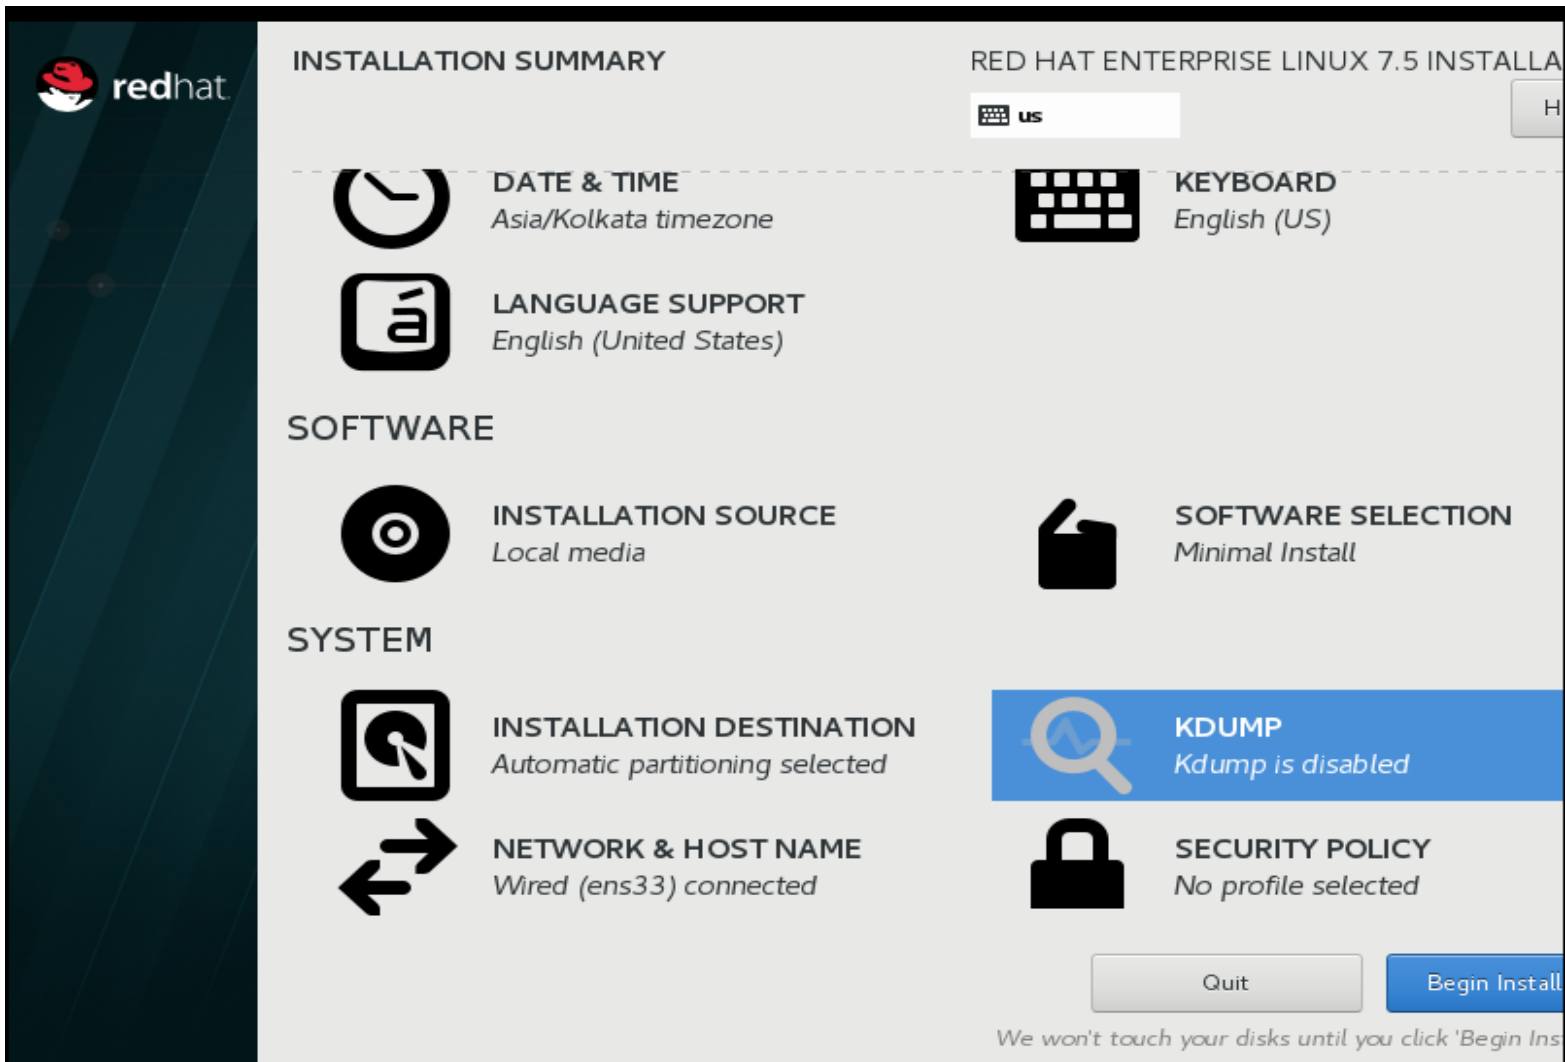 redhat.
INSTALLATION SUMMARY
RED HAT ENTERPRISE LINUX 7.5 INSTALLA
us
H
DATE & TIME
Asia/Kolkata timezone
KEYBOARD
English (US)
á
LANGUAGE SUPPORT
English (United States)
SOFTWARE
INSTALLATION SOURCE
Local media
SOFTWARE SELECTION
Minimal Install
SYSTEM
INSTALLATION DESTINATION
Automatic partitioning selected
KDUMP
Kdump is disabled
NETWORK & HOST NAME
Wired (ens33) connected
SECURITY POLICY
No profile selected
Quit
Begin Install
We won't touch your disks until you click 'Begin Ins